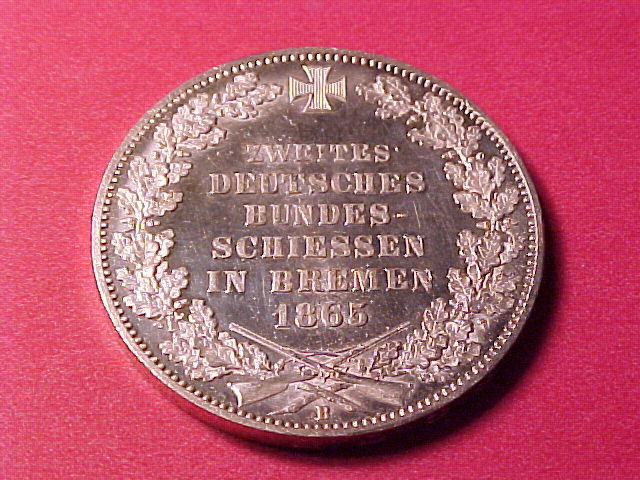 ZWEITES
DEUTSCHES
BUNDES-
SCHIESSEN
IN BREMEN
1865
B